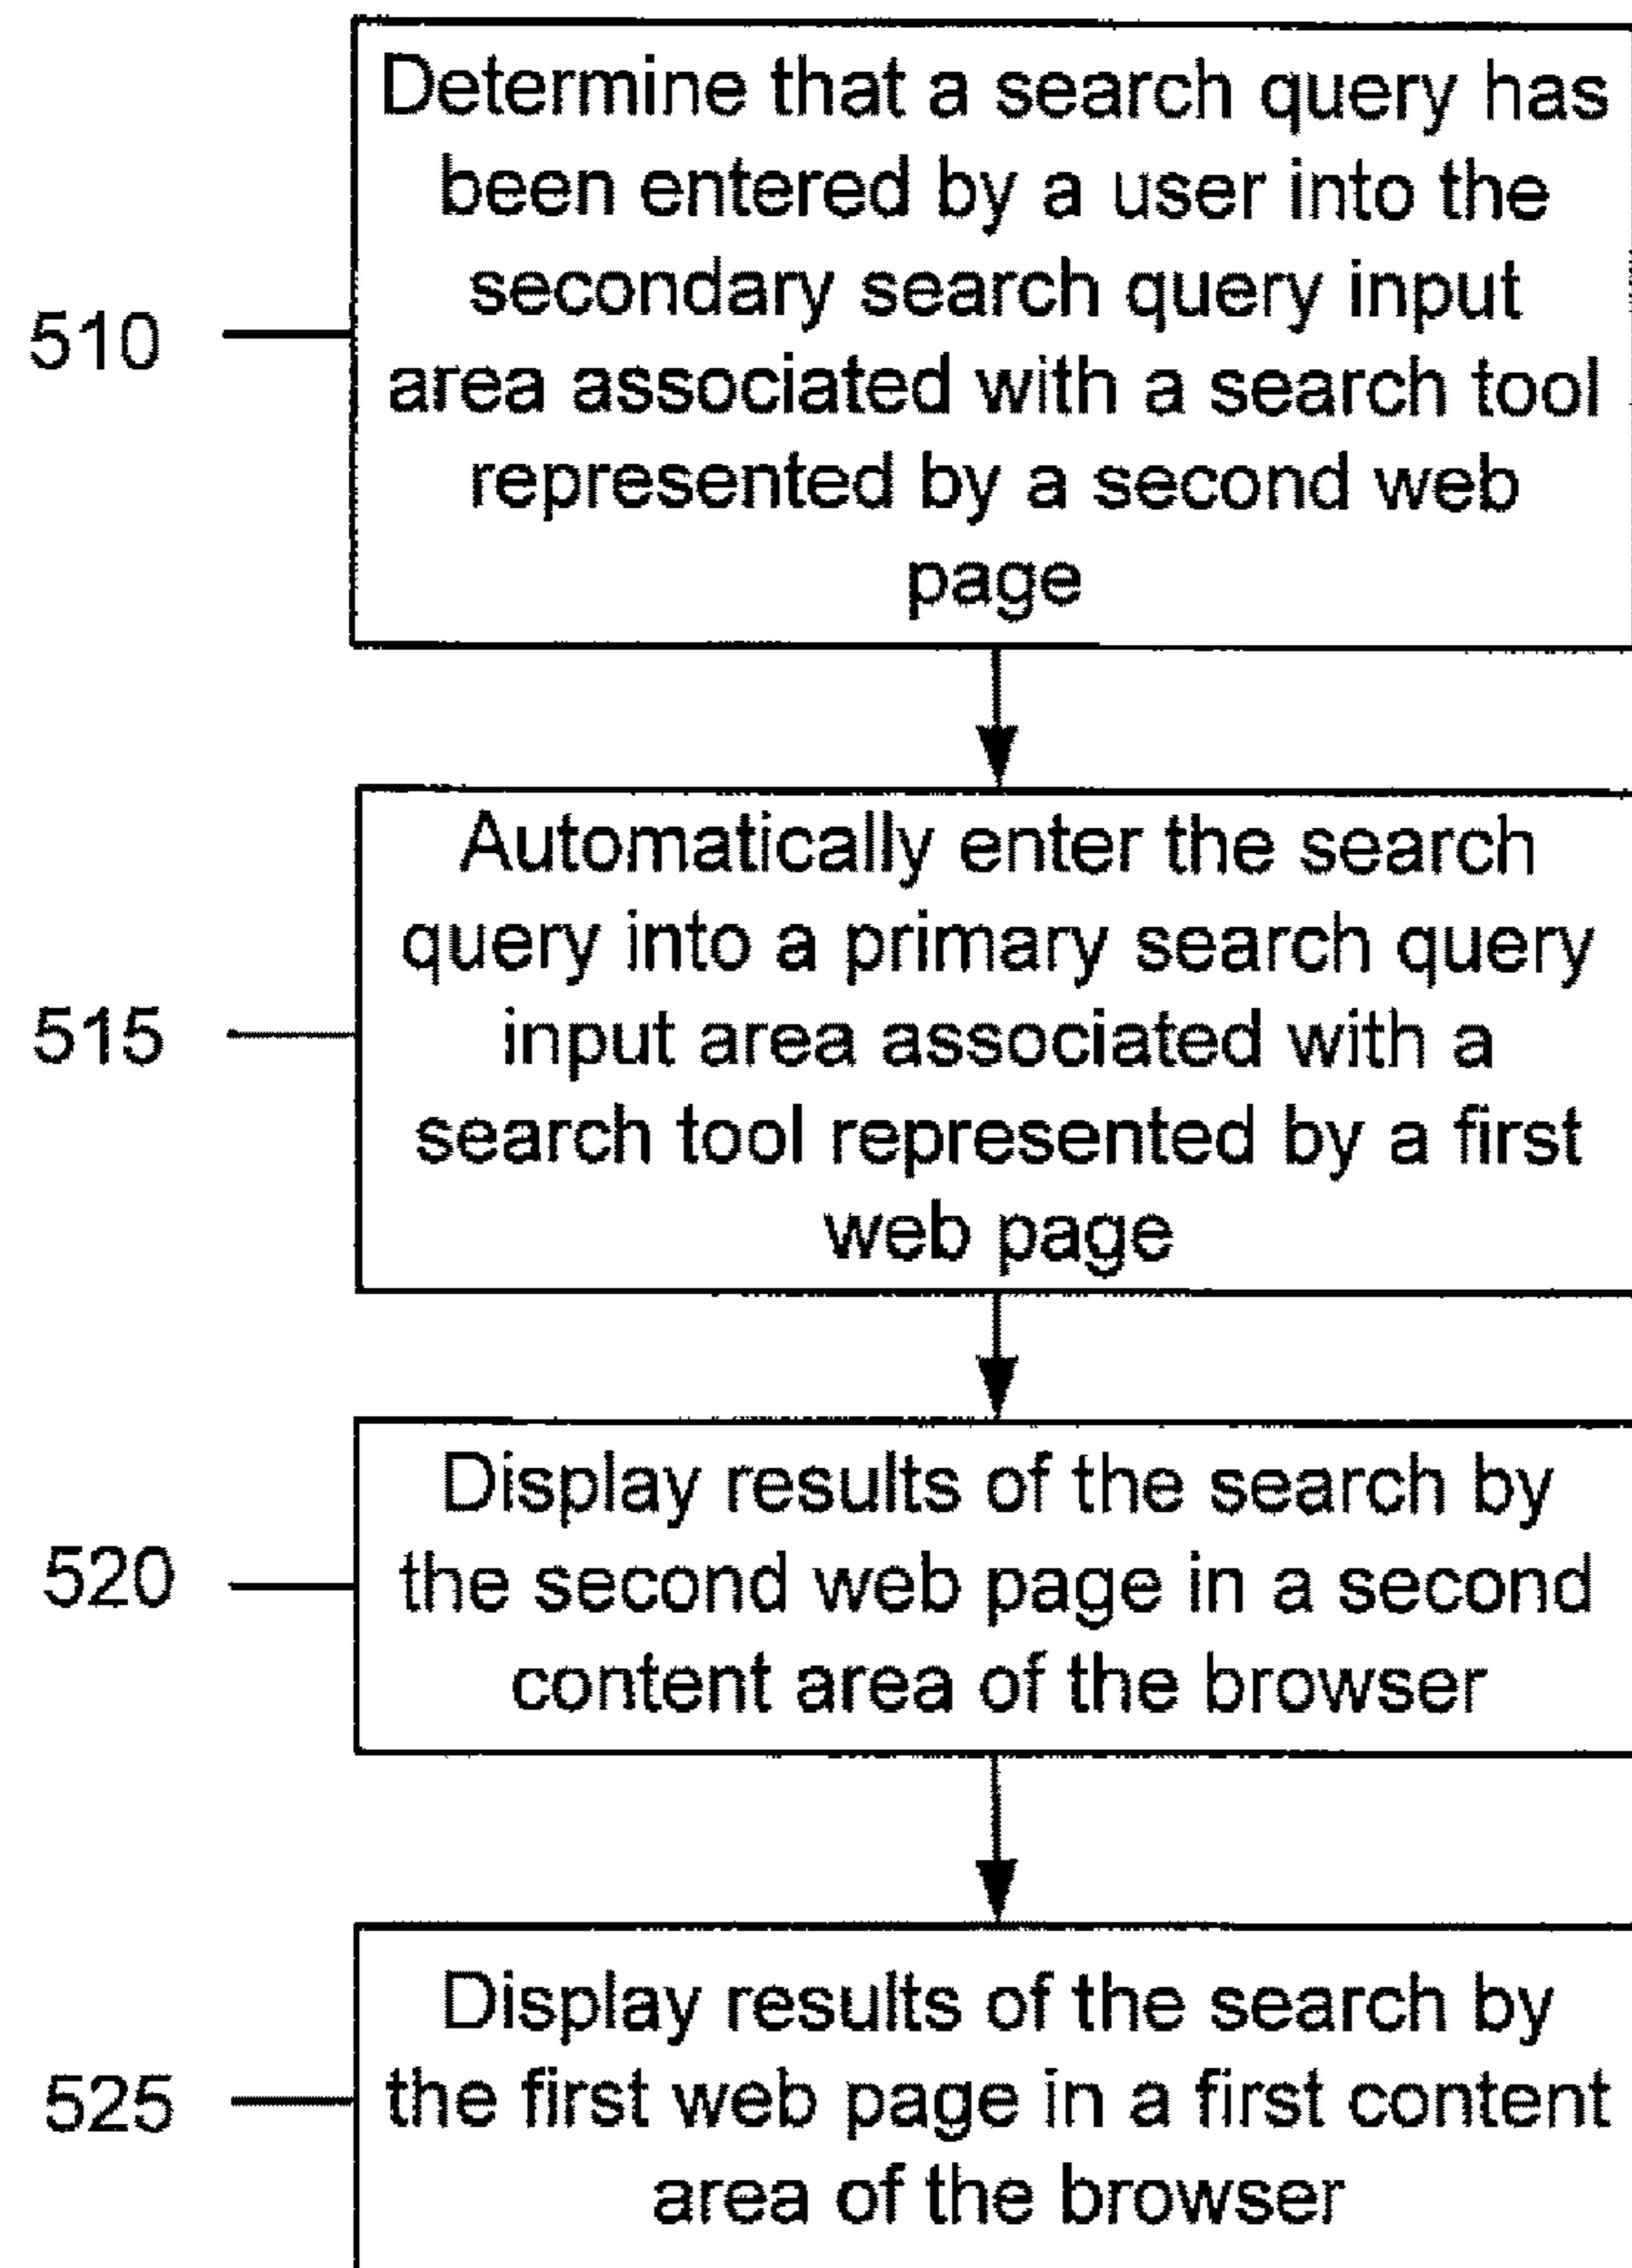 Determine that a search query has
been entered by a user into the
secondary search query input
510
area associated with a search tool
represented by a second web
page
Automatically enter the search
query into a primary search query
515
input area associated with a
search tool represented by a first
web page
Display results of the search by
520
the second web page in a second
content area of the browser
Display results of the search by
525
the first web page in a first content
area of the browser